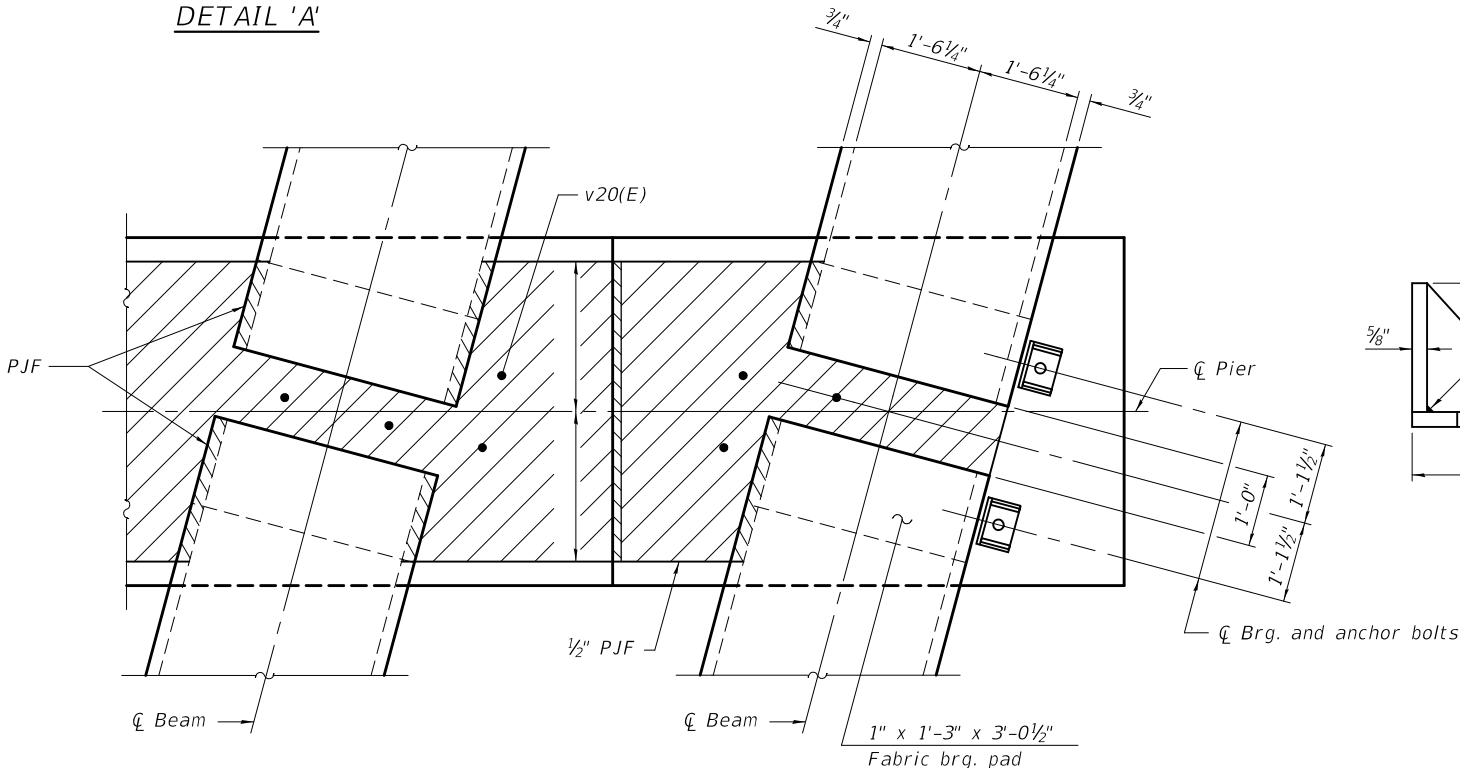 DETAIL 'A'
¾"
1'-6¼"
1'-6¼"
¾"
v20(E)
PJF
℄ Pier
⅝"
1'-1½"
1'-0"
1'-1½"
℄ Brg. and anchor bolts
½" PJF
℄ Beam
℄ Beam
1" x 1'-3" x 3'-0½"
Fabric brg. pad